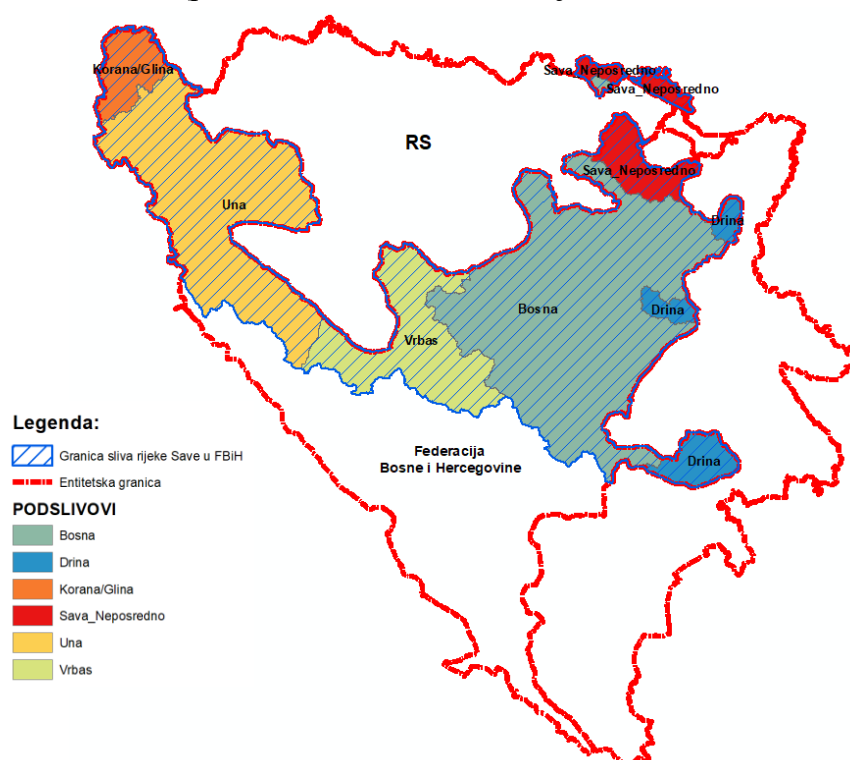 Korana/Glina
Sava_Neposredno
Sava_Neposredno
RS
Sava_Neposredno
Una
Drina
Bosna
Drina
Vrbas
Federacija
Bosne i Hercegovine
Drina
Legenda:
Granica sliva rijeke Save u FBiH
Entitetska granica
PODSLIVOVI
Bosna
Drina
Korana/Glina
Sava_Neposredno
Una
Vrbas